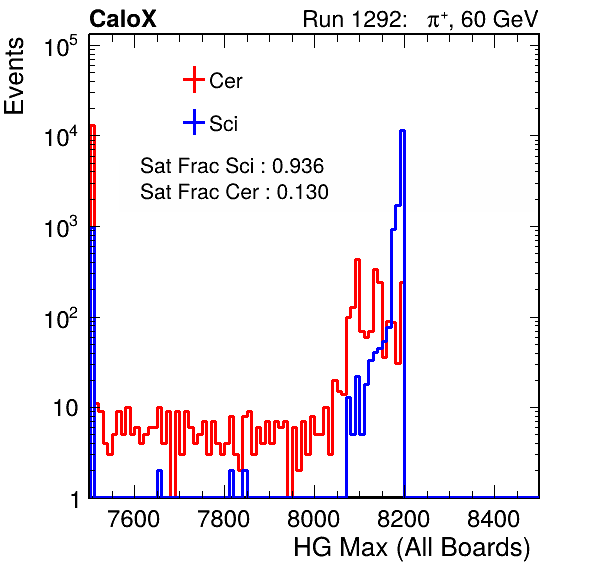 CaloX Run 1292: π⁺, 60 GeV
Events
Cer
Sci
Sat Frac Sci : 0.936
Sat Frac Cer : 0.130
10⁵
10⁴
10³
10²
10
1
7600 7800 8000 8200 8400
HG Max (All Boards)